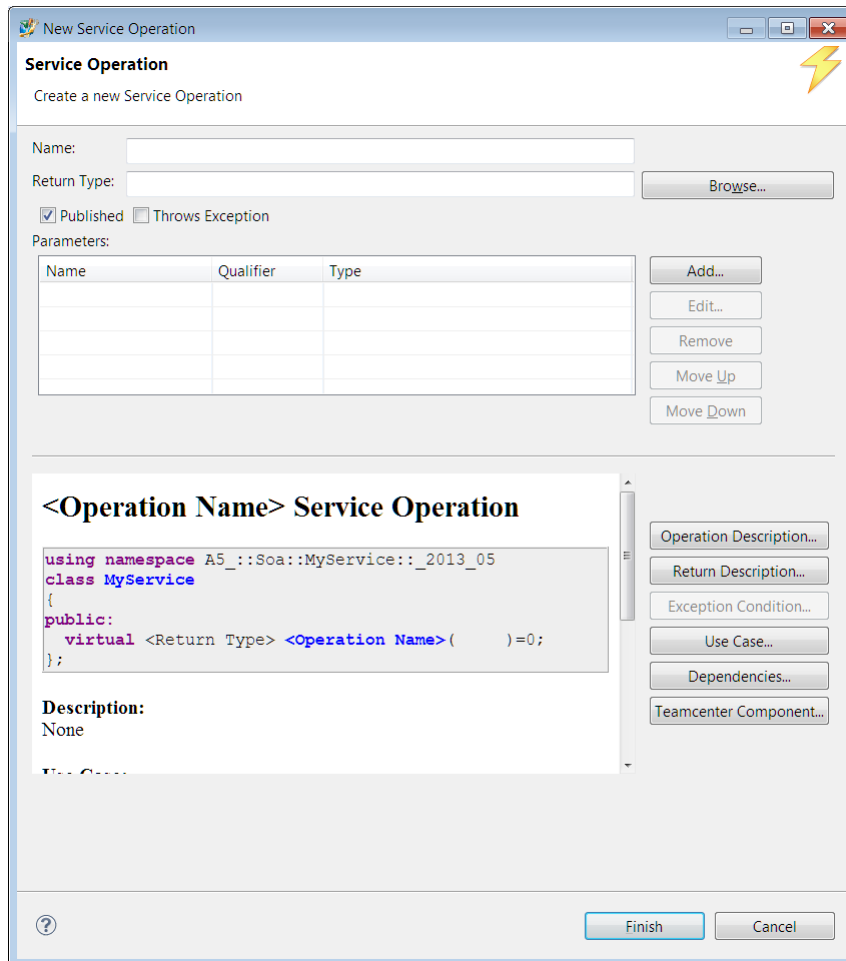 New Service Operation
Service Operation
Create a new Service Operation
Name:
Return Type:
Browse...
Published Throws Exception
Parameters:
Name Qualifier Type
Add...
Edit...
Remove
Move Up
Move Down
<Operation Name> Service Operation
using namespace A5_::Soa::MyService::_2013_05
class MyService
{
public:
virtual <Return Type> <Operation Name>( )=0;
};
Description:
None
Use Case:
Operation Description...
Return Description...
Exception Condition...
Use Case...
Dependencies...
Teamcenter Component...
?
Finish
Cancel